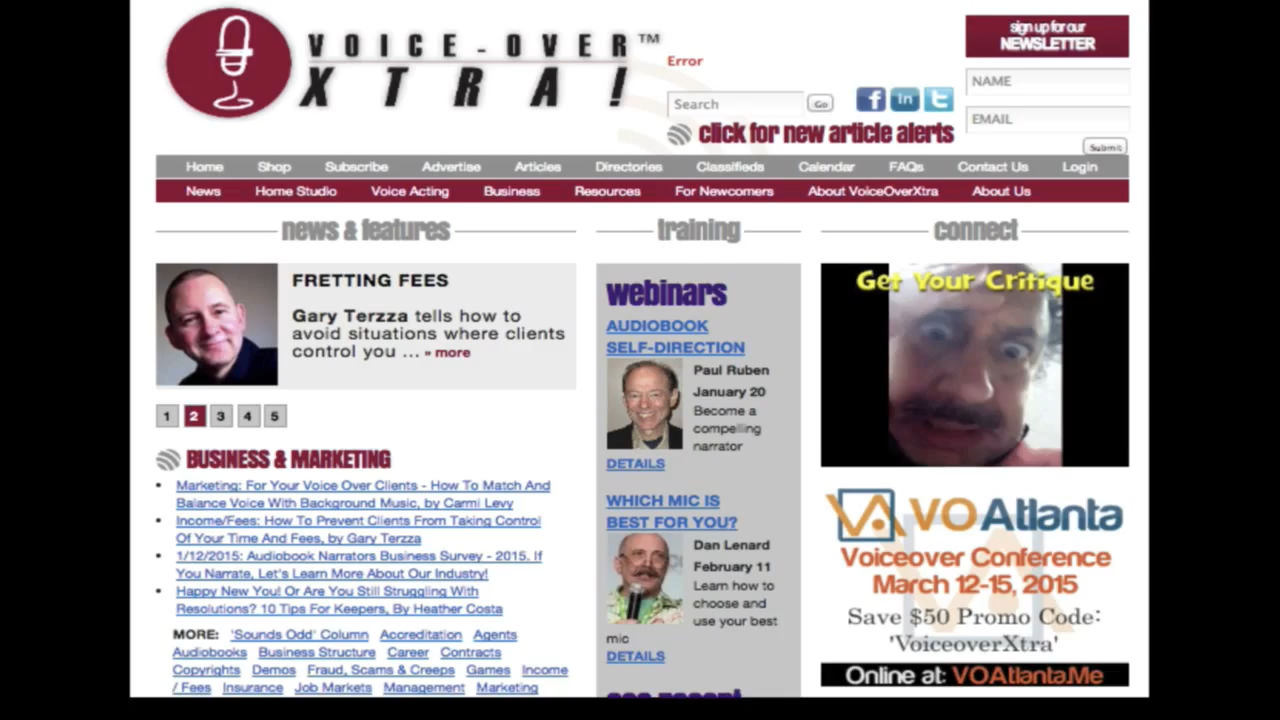 VOICE-OVER™
XTRA!
Error
Search
Go
f
in
t
click for new article alerts
sign up for our
NEWSLETTER
NAME
EMAIL
Submit
Home Shop Subscribe Advertise Articles Directories Classifieds Calendar FAQs Contact Us Login
News Home Studio Voice Acting Business Resources For Newcomers About VoiceOverXtra About Us
news & features
FRETTING FEES
Gary Terzza tells how to
avoid situations where clients
control you ... » more
1 2 3 4 5
BUSINESS & MARKETING
• Marketing: For Your Voice Over Clients - How To Match And
Balance Voice With Background Music, by Carmi Levy
• Income/Fees: How To Prevent Clients From Taking Control
Of Your Time And Fees, by Gary Terzza
• 1/12/2015: Audiobook Narrators Business Survey - 2015. If
You Narrate, Let's Learn More About Our Industry!
• Happy New You! Or Are You Still Struggling With
Resolutions? 10 Tips For Keepers, By Heather Costa
MORE: 'Sounds Odd' Column Accreditation Agents
Audiobooks Business Structure Career Contracts
Copyrights Demos Fraud, Scams & Creeps Games Income
/ Fees Insurance Job Markets Management Marketing
training
webinars
AUDIOBOOK
SELF-DIRECTION
Paul Ruben
January 20
Become a
compelling
narrator
DETAILS
WHICH MIC IS
BEST FOR YOU?
Dan Lenard
February 11
Learn how to
choose and
use your best
mic
DETAILS
see recent
connect
Get Your Critique
VA VOAtlanta
Voiceover Conference
March 12-15, 2015
Save $50 Promo Code:
'VoiceoverXtra'
Online at: VOAtlanta.Me